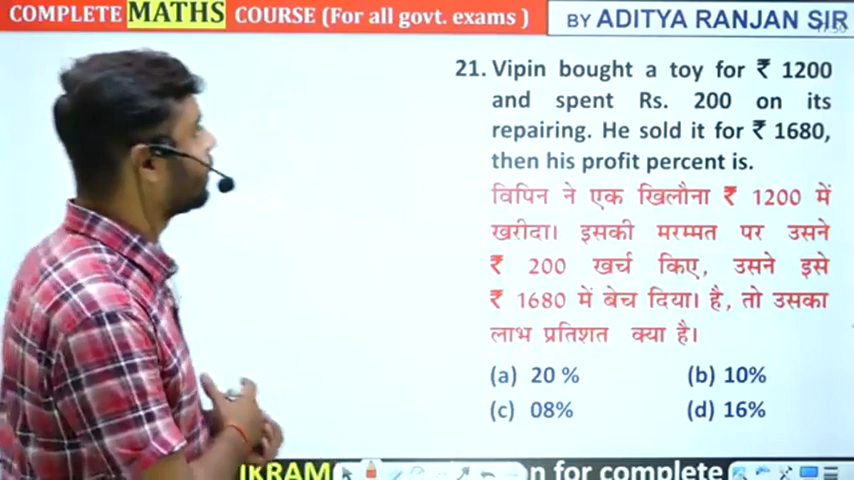 COMPLETE MATHS COURSE (For all govt. exams )
BY ADITYA RANJAN SIR
21. Vipin bought a toy for ₹ 1200
and spent Rs. 200 on its
repairing. He sold it for ₹ 1680,
then his profit percent is.
विपिन ने एक खिलौना ₹ 1200 में
खरीदा। इसकी मरम्मत पर उसने
₹ 200 खर्च किए, उसने इसे
₹ 1680 में बेच दिया। है, तो उसका
लाभ प्रतिशत क्या है।
(a) 20 % (b) 10%
(c) 08% (d) 16%
IKRAM n for complete